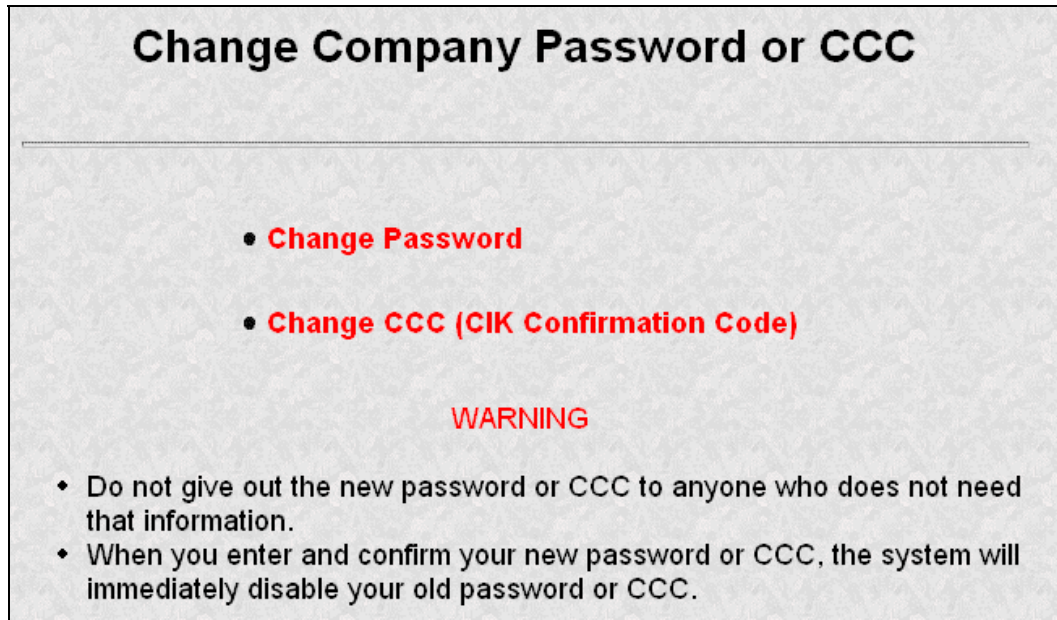 Change Company Password or CCC
• Change Password
• Change CCC (CIK Confirmation Code)
WARNING
• Do not give out the new password or CCC to anyone who does not need
that information.
• When you enter and confirm your new password or CCC, the system will
immediately disable your old password or CCC.